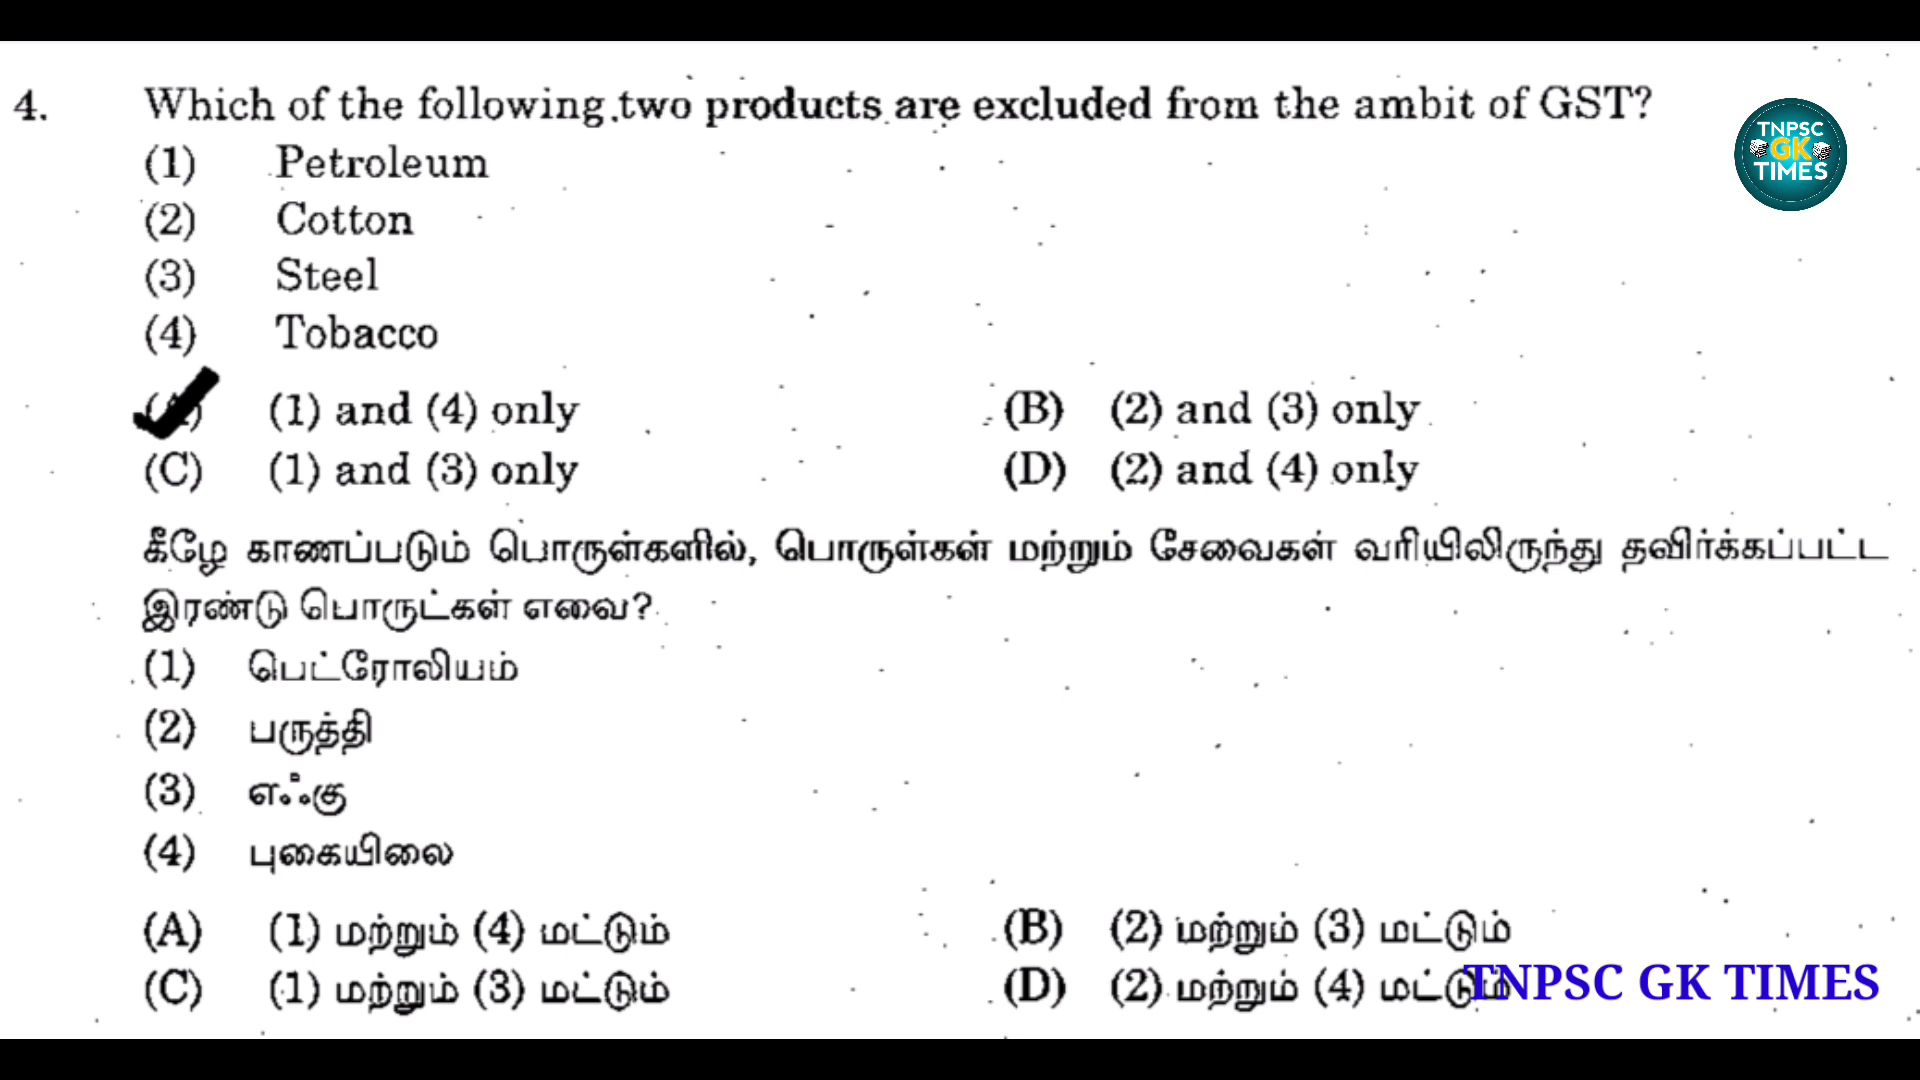 4. Which of the following two products are excluded from the ambit of GST?
(1) Petroleum
(2) Cotton
(3) Steel
(4) Tobacco
(A) (1) and (4) only (B) (2) and (3) only
(C) (1) and (3) only (D) (2) and (4) only
கீழே காணப்படும் பொருள்களில், பொருள்கள் மற்றும் சேவைகள் வரியிலிருந்து தவிர்க்கப்பட்ட
இரண்டு பொருட்கள் எவை?
(1) பெட்ரோலியம்
(2) பருத்தி
(3) எஃகு
(4) புகையிலை
(A) (1) மற்றும் (4) மட்டும் (B) (2) மற்றும் (3) மட்டும்
(C) (1) மற்றும் (3) மட்டும் (D) (2) மற்றும் (4) மட்டும்
TNPSC GK TIMES
TNPSC
GK
TIMES